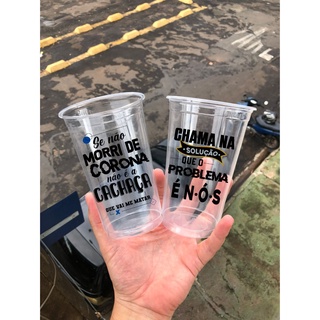 Se não
MORRI DE
CORONA
não é a
CACHAÇA
QUE VAI ME MATAR
CHAMA NA
SOLUÇÃO
QUE O
PROBLEMA
É N·Ó·S